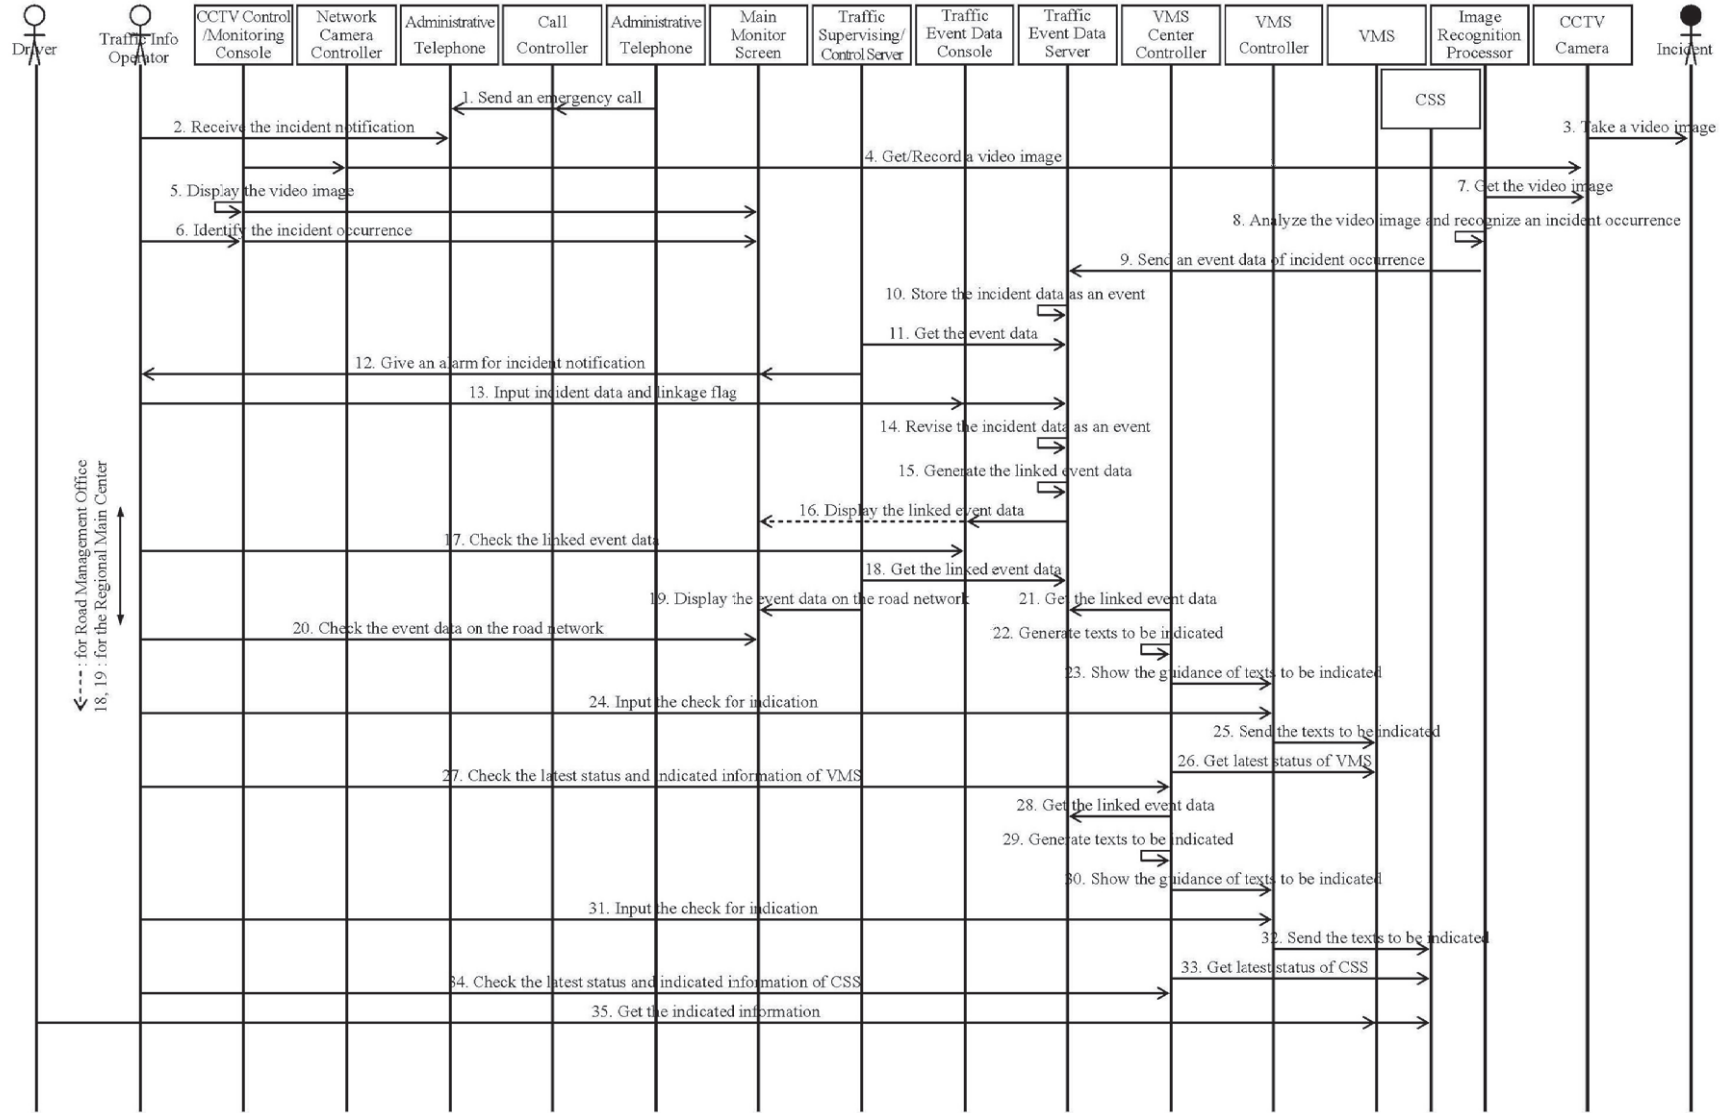 Driver
Traffic Info
Operator
CCTV Control
/Monitoring
Console
Network
Camera
Controller
Administrative
Telephone
Call
Controller
Administrative
Telephone
Main
Monitor
Screen
Traffic
Supervising/
Control Server
Traffic
Event Data
Console
Traffic
Event Data
Server
VMS
Center
Controller
VMS
Controller
VMS
CSS
Image
Recognition
Processor
CCTV
Camera
Incident
1. Send an emergency call
2. Receive the incident notification
3. Take a video image
4. Get/Record a video image
5. Display the video image
6. Identify the incident occurrence
7. Get the video image
8. Analyze the video image and recognize an incident occurrence
9. Send an event data of incident occurrence
10. Store the incident data as an event
11. Get the event data
12. Give an alarm for incident notification
13. Input incident data and linkage flag
14. Revise the incident data as an event
15. Generate the linked event data
16. Display the linked event data
17. Check the linked event data
18. Get the linked event data
19. Display the event data on the road network
20. Check the event data on the road network
21. Get the linked event data
22. Generate texts to be indicated
23. Show the guidance of texts to be indicated
24. Input the check for indication
25. Send the texts to be indicated
26. Get latest status of VMS
27. Check the latest status and indicated information of VMS
28. Get the linked event data
29. Generate texts to be indicated
30. Show the guidance of texts to be indicated
31. Input the check for indication
32. Send the texts to be indicated
33. Get latest status of CSS
34. Check the latest status and indicated information of CSS
35. Get the indicated information
: for Road Management Office
18, 19 : for the Regional Main Center